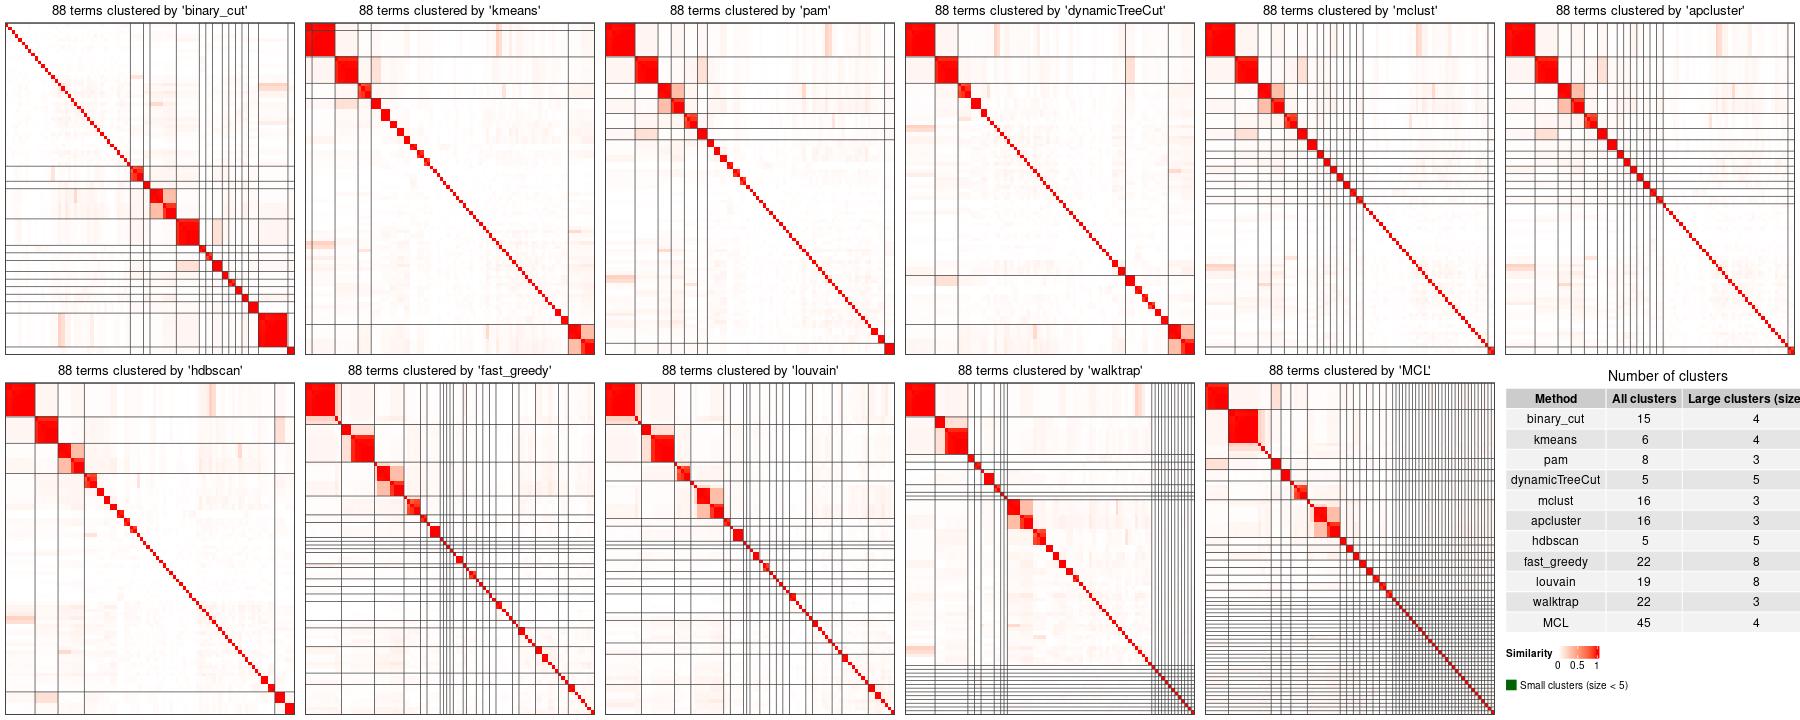 88 terms clustered by 'binary_cut'
88 terms clustered by 'kmeans'
88 terms clustered by 'pam'
88 terms clustered by 'dynamicTreeCut'
88 terms clustered by 'mclust'
88 terms clustered by 'apcluster'
88 terms clustered by 'hdbscan'
88 terms clustered by 'fast_greedy'
88 terms clustered by 'louvain'
88 terms clustered by 'walktrap'
88 terms clustered by 'MCL'
Number of clusters
Method All clusters Large clusters (size
binary_cut 15 4
kmeans 6 4
pam 8 3
dynamicTreeCut 5 5
mclust 16 3
apcluster 16 3
hdbscan 5 5
fast_greedy 22 8
louvain 19 8
walktrap 22 3
MCL 45 4
Similarity
0 0.5 1
Small clusters (size < 5)